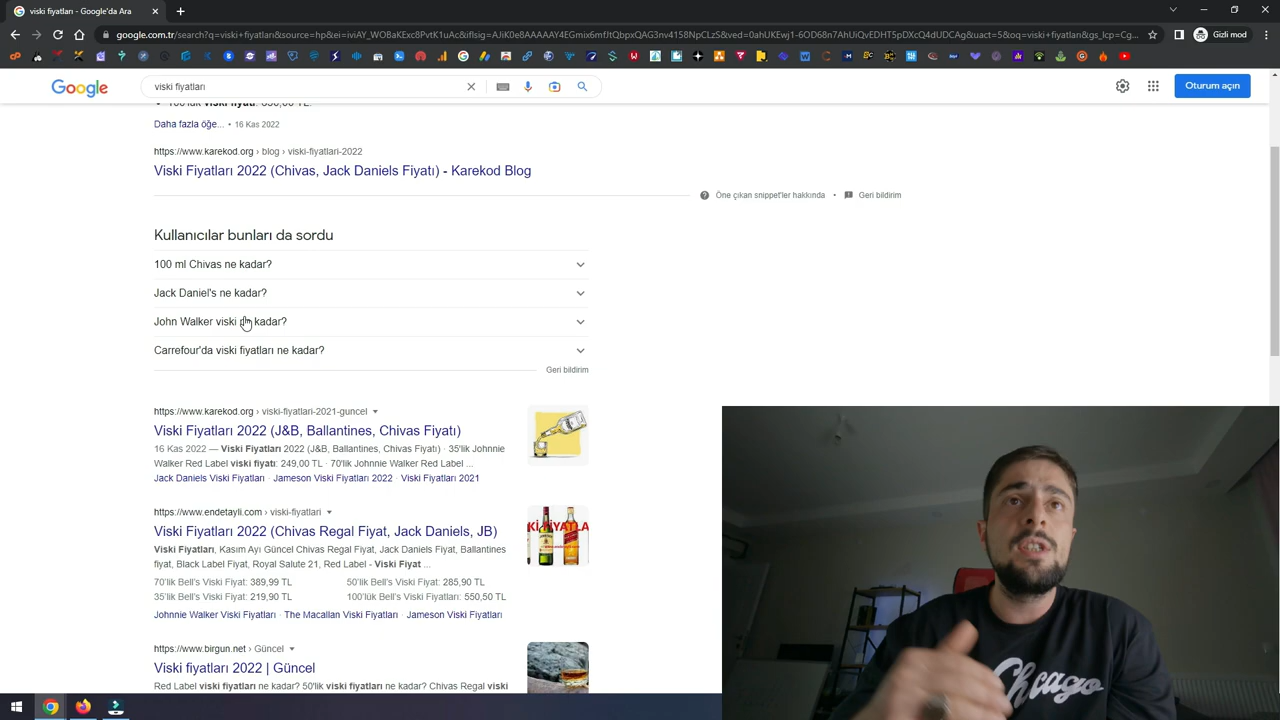 viski fiyatları - Google'da Ara
google.com.tr/search?q=viski+fiyatları&source=hp&ei=
Gizli mod
Google
viski fiyatları
Oturum açın
Daha fazla öğe... • 16 Kas 2022
https://www.karekod.org › blog › viski-fiyatlari-2022
Viski Fiyatları 2022 (Chivas, Jack Daniels Fiyatı) - Karekod Blog
Öne çıkan snippet'ler hakkında • Geri bildirim
Kullanıcılar bunları da sordu
100 ml Chivas ne kadar?
Jack Daniel's ne kadar?
John Walker viski kadar?
Carrefour'da viski fiyatları ne kadar?
Geri bildirim
https://www.karekod.org › viski-fiyatlari-2021-guncel
Viski Fiyatları 2022 (J&B, Ballantines, Chivas Fiyatı)
16 Kas 2022 — Viski Fiyatları 2022 (J&B, Ballantines, Chivas Fiyatı) · 35'lik Johnnie
Walker Red Label viski fiyatı: 249,00 TL · 70'lik Johnnie Walker Red Label ...
Jack Daniels Viski Fiyatları · Jameson Viski Fiyatları 2022 · Viski Fiyatları 2021
https://www.endetayli.com › viski-fiyatlari
Viski Fiyatları 2022 (Chivas Regal Fiyat, Jack Daniels, JB)
Viski Fiyatları, Kasım Ayı Güncel Chivas Regal Fiyat, Jack Daniels Fiyat, Ballantines
fiyat, Black Label Fiyat, Royal Salute 21, Red Label - Viski Fiyat ...
70'lik Bell's Viski Fiyat: 389,99 TL 50'lik Bell's Viski Fiyat: 285,90 TL
35'lik Bell's Viski Fiyat: 219,90 TL 100'lük Bell's Viski Fiyatları: 550,50 TL
Johnnie Walker Viski Fiyatları · The Macallan Viski Fiyatları · Jameson Viski Fiyatları
https://www.birgun.net › Güncel
Viski fiyatları 2022 | Güncel
Red Label viski fiyatları ne kadar? 50'lik viski fiyatları ne kadar? Chivas Regal viski
Chicago